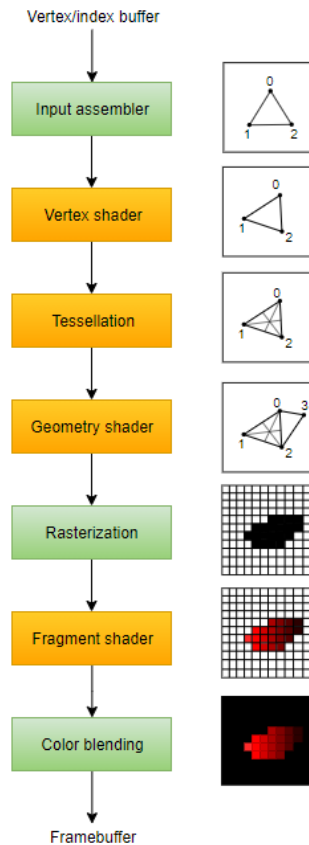 Vertex/index buffer
Input assembler
0
1
2
Vertex shader
0
1
2
Tessellation
0
1
2
Geometry shader
0
3
1
2
Rasterization
Fragment shader
Color blending
Framebuffer